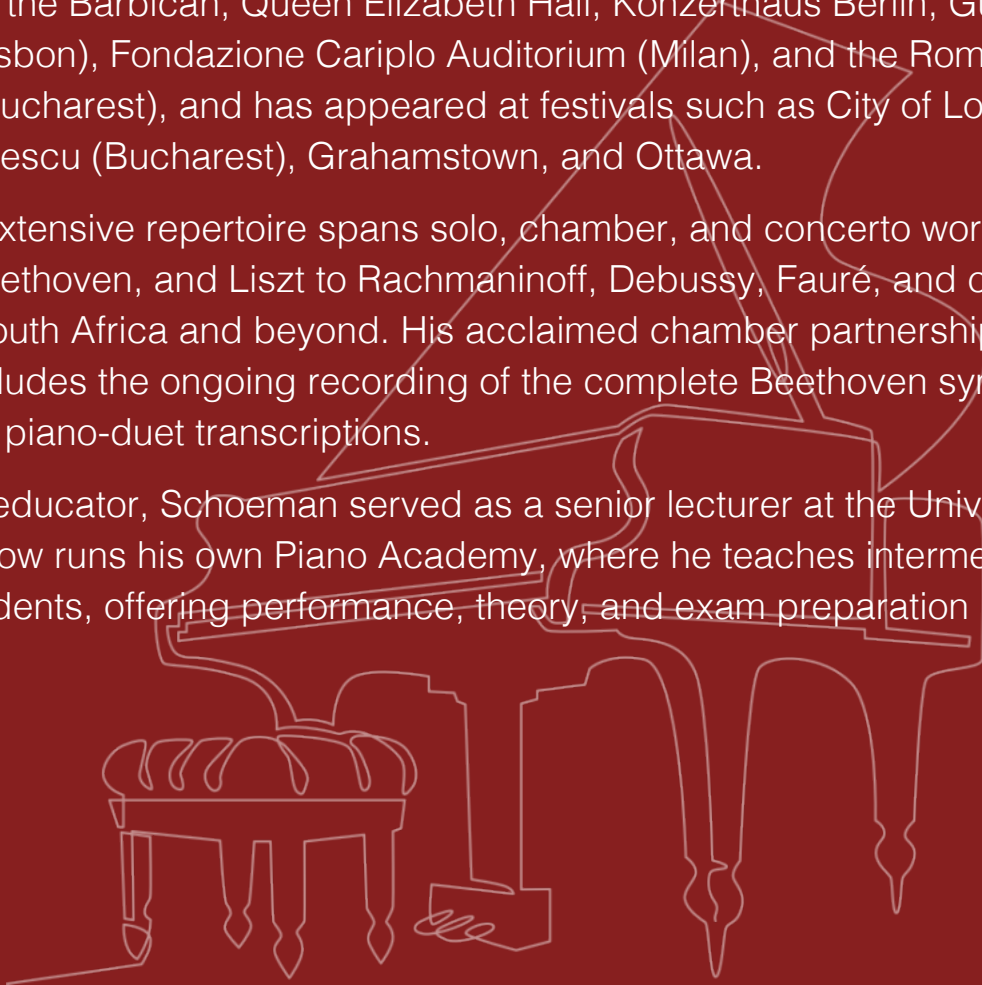 the Barbican, Queen Elizabeth Hall, Konzerthaus Berlin,
sbon), Fondazione Cariplo Auditorium (Milan), and the Rom
ucharest), and has appeared at festivals such as City of Lo
escu (Bucharest), Grahamstown, and Ottawa.
xtensive repertoire spans solo, chamber, and concerto wor
ethoven, and Liszt to Rachmaninoff, Debussy, Fauré, and c
outh Africa and beyond. His acclaimed chamber partnership
ludes the ongoing recording of the complete Beethoven syr
piano-duet transcriptions.
educator, Schoeman served as a senior lecturer at the Univ
ow runs his own Piano Academy, where he teaches interme
dents, offering performance, theory, and exam preparation